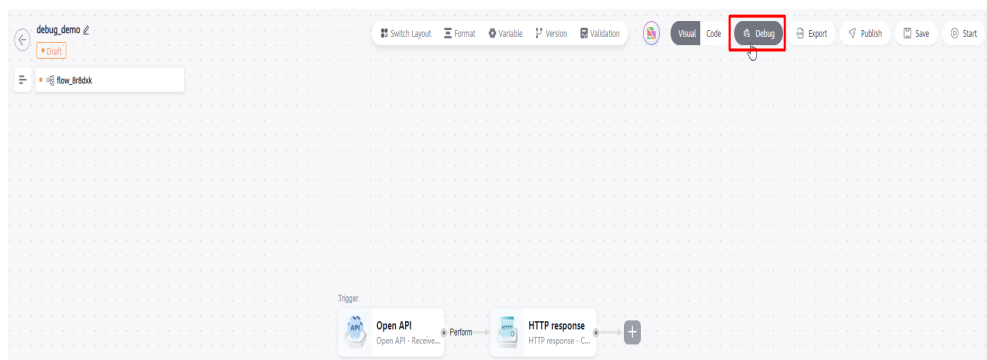 debug_demo
Draft
flow_8r8dxk
Switch Layout Format Variable Version Validation Visual Code Debug Export Publish Save Start
Trigger
Open API
Open API - Receive...
Perform
HTTP response
HTTP response - C...